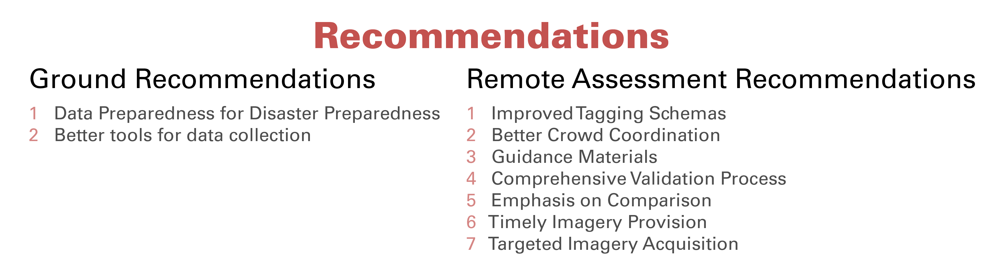 Recommendations
Ground Recommendations
1 Data Preparedness for Disaster Preparedness
2 Better tools for data collection
Remote Assessment Recommendations
1 Improved Tagging Schemas
2 Better Crowd Coordination
3 Guidance Materials
4 Comprehensive Validation Process
5 Emphasis on Comparison
6 Timely Imagery Provision
7 Targeted Imagery Acquisition